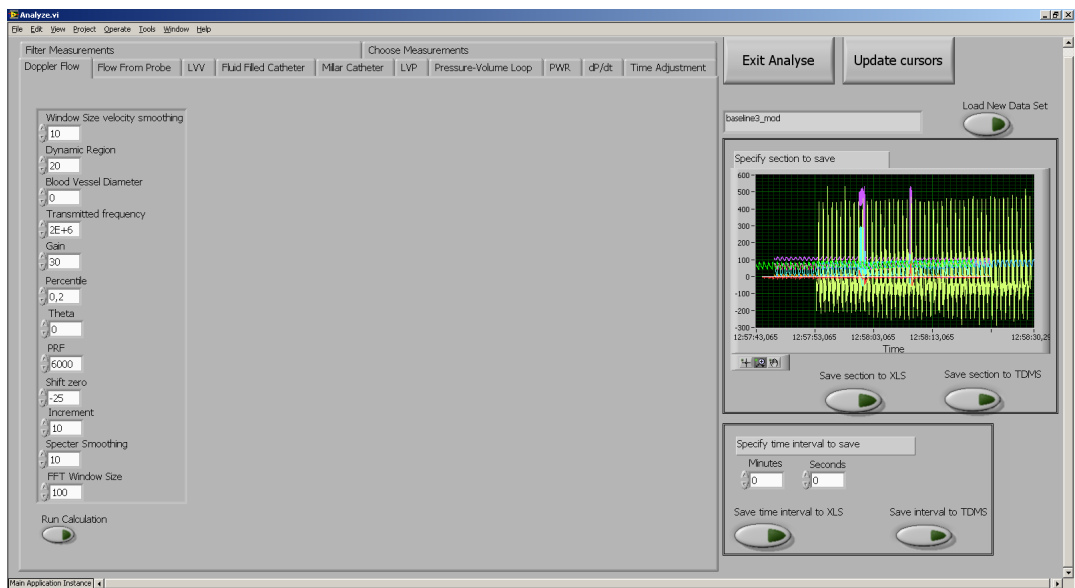 Analyze.vi
File Edit View Project Operate Tools Window Help
Filter Measurements
Choose Measurements
Doppler Flow
Flow From Probe
LVV
Fluid Filled Catheter
Millar Catheter
LVP
Pressure-Volume Loop
PWR
dP/dt
Time Adjustment
Window Size velocity smoothing
10
Dynamic Region
20
Blood Vessel Diameter
0
Transmitted frequency
2E+6
Gain
30
Percentile
0,2
Theta
0
PRF
6000
Shift zero
-25
Increment
10
Specter Smoothing
10
FFT Window Size
100
Run Calculation
Exit Analyse
Update cursors
baseline3_mod
Load New Data Set
Specify section to save
600
500
400
300
200
100
0
-100
-200
-300
12:57:43,065 12:57:53,065 12:58:03,065 12:58:13,065 12:58:30,29
Time
Save section to XLS
Save section to TDMS
Specify time interval to save
Minutes
Seconds
0
0
Save time interval to XLS
Save interval to TDMS
Main Application Instance